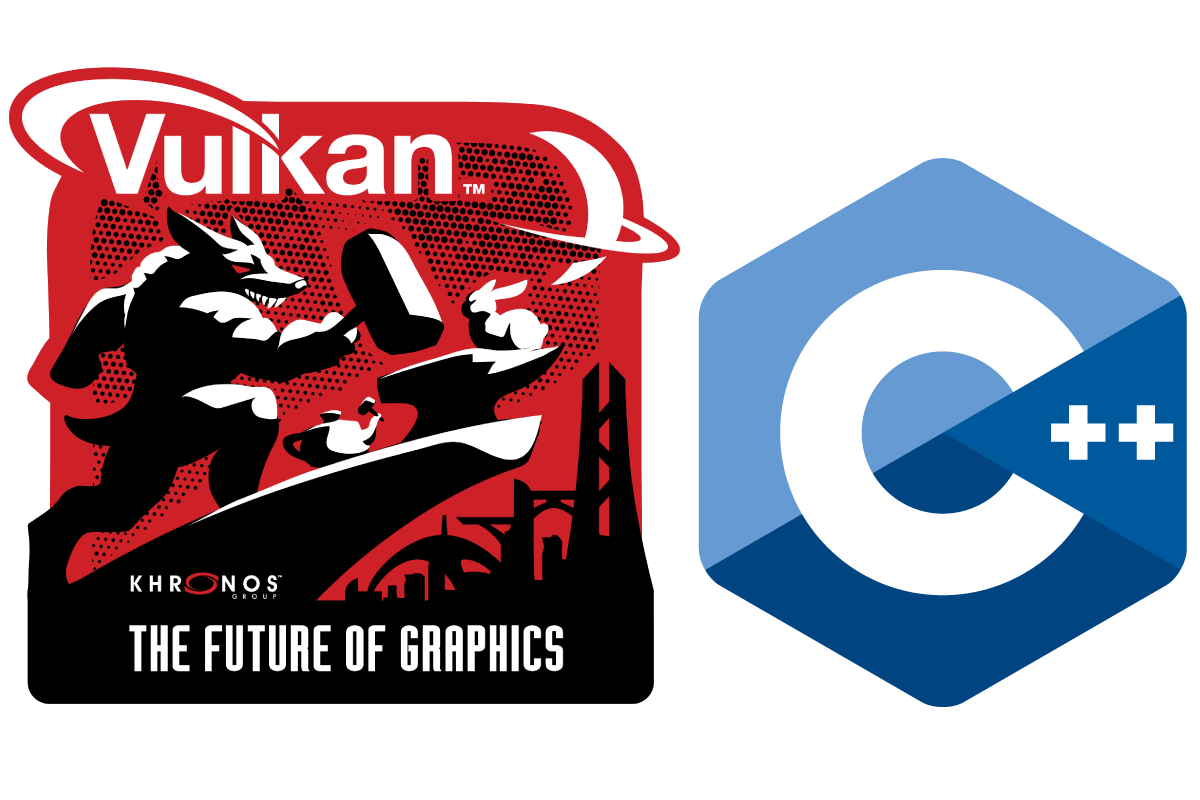 Vulkan™
KHRONOS™
GROUP
THE FUTURE OF GRAPHICS
C++